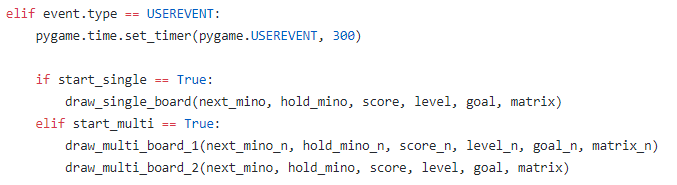 elif event.type == USEREVENT:
    pygame.time.set_timer(pygame.USEREVENT, 300)

    if start_single == True:
        draw_single_board(next_mino, hold_mino, score, level, goal, matrix)
    elif start_multi == True:
        draw_multi_board_1(next_mino_n, hold_mino_n, score_n, level_n, goal_n, matrix_n)
        draw_multi_board_2(next_mino, hold_mino, score, level, goal, matrix)